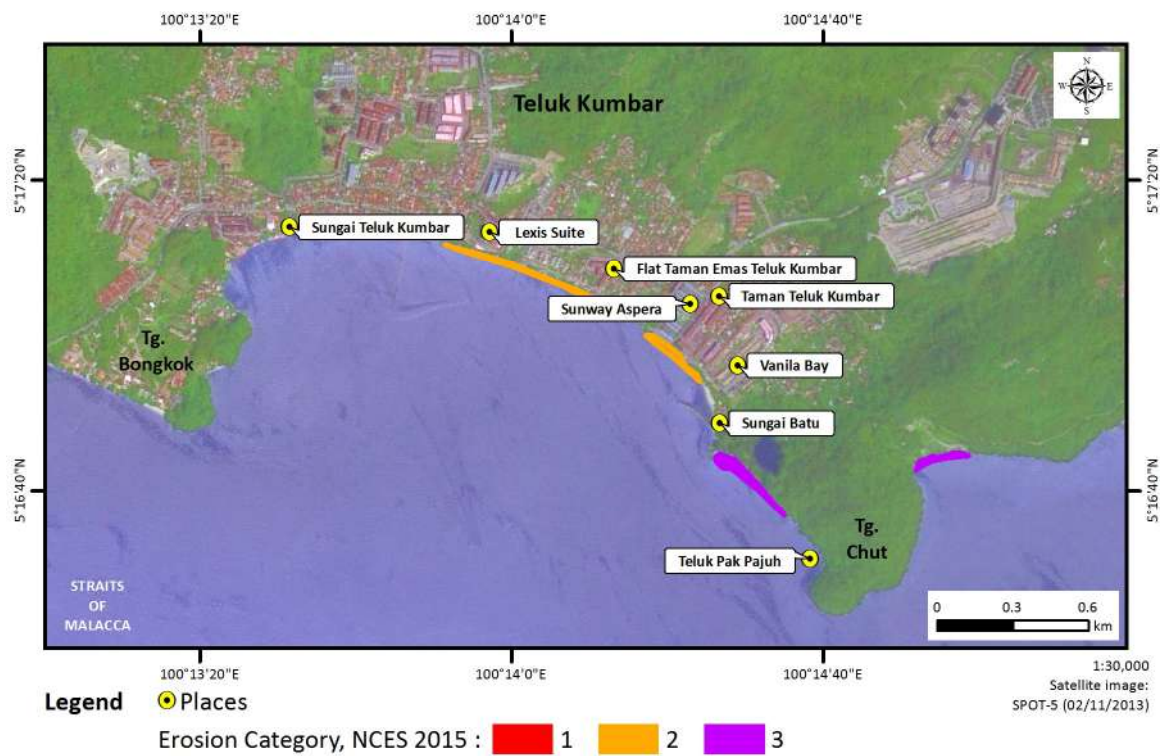 100°13'20"E 100°14'0"E 100°14'40"E
N
W E
S
Teluk Kumbar
5°17'20"N 5°17'20"N
Sungai Teluk Kumbar
Lexis Suite
Flat Taman Emas Teluk Kumbar
Taman Teluk Kumbar
Sunway Aspera
Tg.
Bongkok
Vanila Bay
Sungai Batu
5°16'40"N 5°16'40"N
Tg.
Chut
Teluk Pak Pajuh
STRAITS
OF
MALACCA
0 0.3 0.6
km
100°13'20"E 100°14'0"E 100°14'40"E
1:30,000
Satellite image:
SPOT-5 (02/11/2013)
Legend Places
Erosion Category, NCES 2015 : 1 2 3